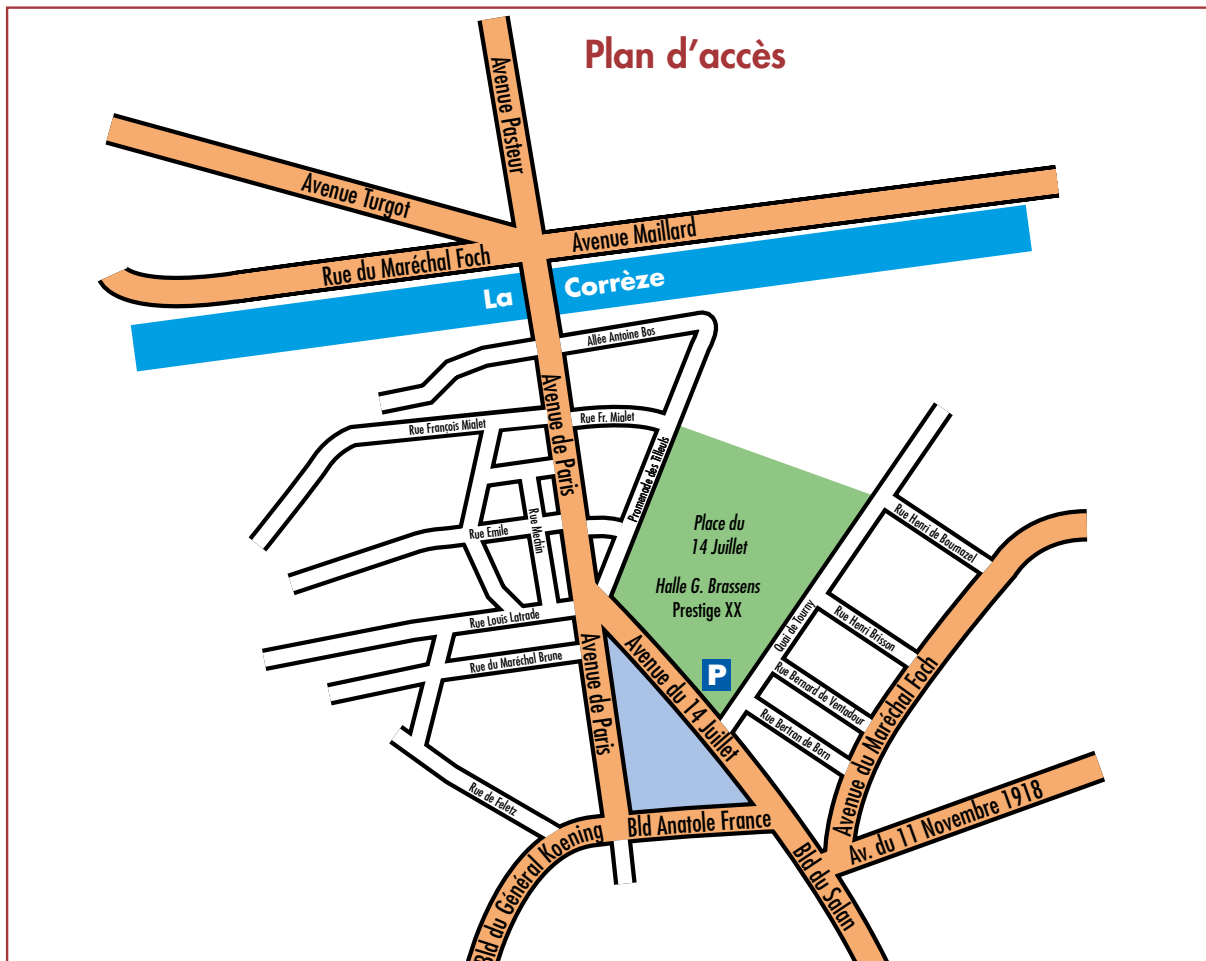 Plan d'accès
Avenue Pasteur
Avenue Turgot
Avenue Maillard
Rue du Maréchal Foch
La Corrèze
Allée Antoine Bos
Avenue de Paris
Rue François Mialet
Rue Fr. Mialet
Promenade des Tilleuls
Rue Mechin
Rue Emile
Place du
14 Juillet
Halle G. Brassens
Prestige XX
Rue Henri de Bournazel
Quai de Tourny
Rue Henri Brisson
Rue Louis Latrade
Rue du Maréchal Brune
Avenue de Paris
Avenue du 14 Juillet
P
Rue Bernard de Ventadour
Rue Bertran de Born
Avenue du Maréchal Foch
Rue de Feletz
Bld du Général Koening
Bld Anatole France
Bld du Salan
Av. du 11 Novembre 1918